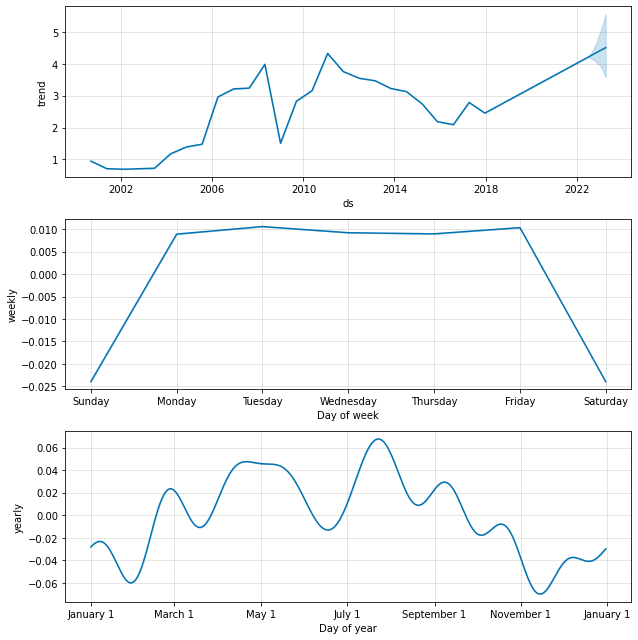 5
4
3
2
1
trend
2002 2006 2010 2014 2018 2022
ds
0.010
0.005
0.000
−0.005
−0.010
−0.015
−0.020
−0.025
weekly
Sunday Monday Tuesday Wednesday Thursday Friday Saturday
Day of week
0.06
0.04
0.02
0.00
−0.02
−0.04
−0.06
yearly
January 1 March 1 May 1 July 1 September 1 November 1 January 1
Day of year